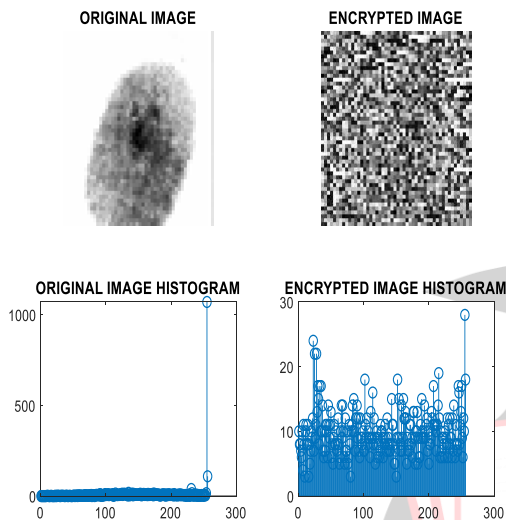 ORIGINAL IMAGE
ENCRYPTED IMAGE
ORIGINAL IMAGE HISTOGRAM
1000
500
0
0 100 200 300
ENCRYPTED IMAGE HISTOGRAM
30
20
10
0
0 100 200 300